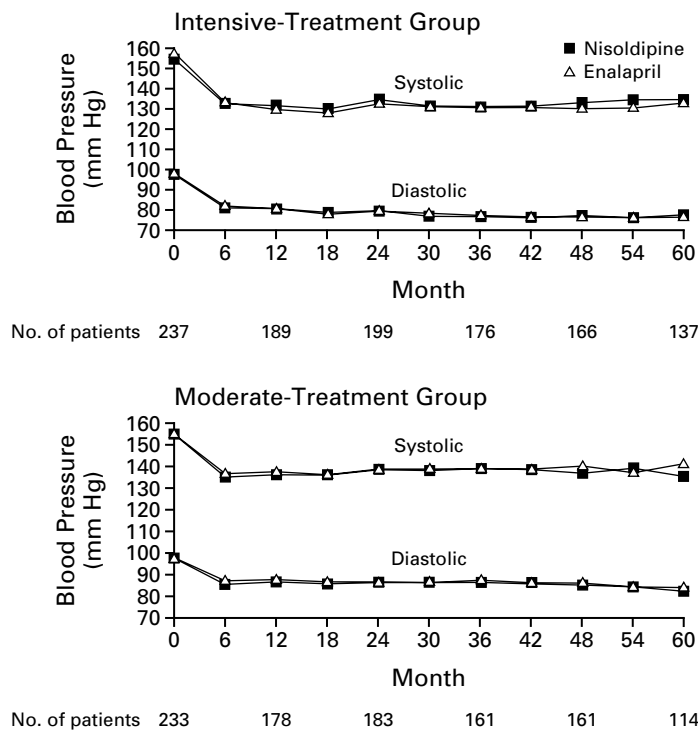 Intensive-Treatment Group
160
150
140
130
120
110
100
90
80
70
Blood Pressure
(mm Hg)
Nisoldipine
Enalapril
Systolic
Diastolic
0 6 12 18 24 30 36 42 48 54 60
Month
No. of patients 237 189 199 176 166 137
Moderate-Treatment Group
160
150
140
130
120
110
100
90
80
70
Blood Pressure
(mm Hg)
Systolic
Diastolic
0 6 12 18 24 30 36 42 48 54 60
Month
No. of patients 233 178 183 161 161 114